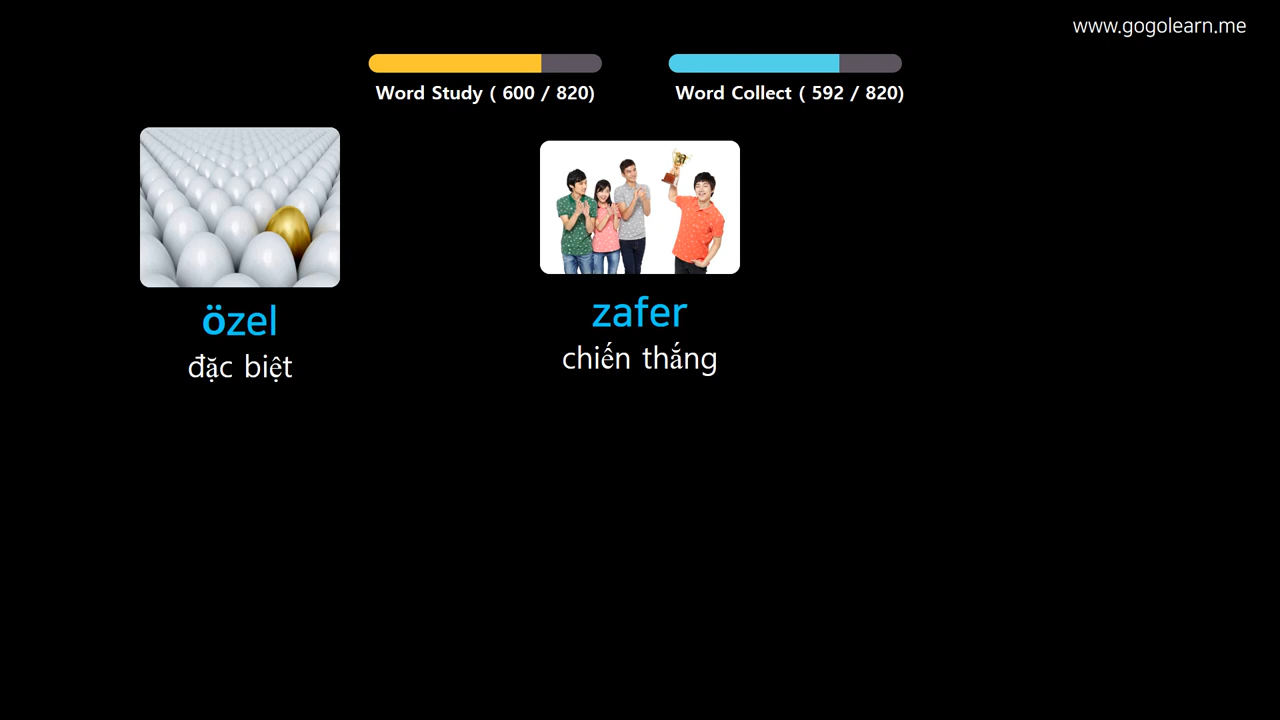 www.gogolearn.me
Word Study ( 600 / 820)
Word Collect ( 592 / 820)
özel
đặc biệt
zafer
chiến thắng